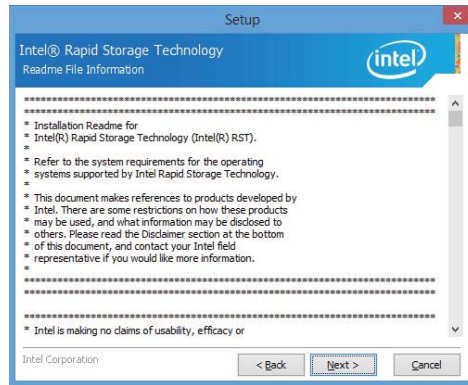 Setup
Intel® Rapid Storage Technology
Readme File Information
intel
*******************************************************************************
*******************************************************************************
* Installation Readme for
* Intel(R) Rapid Storage Technology (Intel(R) RST).
*
* Refer to the system requirements for the operating
* systems supported by Intel Rapid Storage Technology.
*
* This document makes references to products developed by
* Intel. There are some restrictions on how these products
* may be used, and what information may be disclosed to
* others. Please read the Disclaimer section at the bottom
* of this document, and contact your Intel field
* representative if you would like more information.
*
*******************************************************************************
*******************************************************************************
*******************************************************************************
* Intel is making no claims of usability, efficacy or
Intel Corporation
< Back
Next >
Cancel